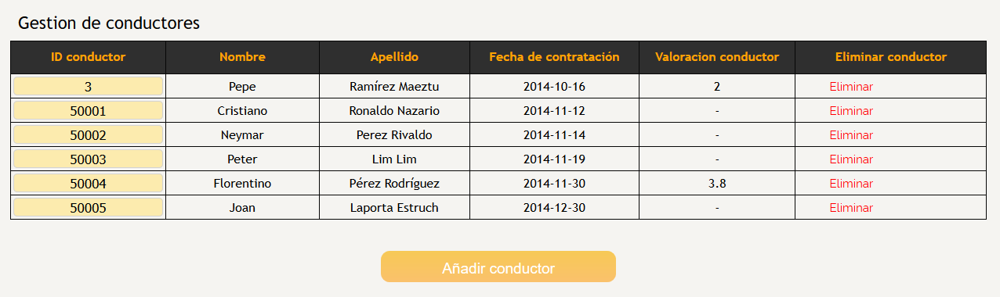 Gestion de conductores
ID conductor Nombre Apellido Fecha de contratación Valoracion conductor Eliminar conductor
3 Pepe Ramírez Maeztu 2014-10-16 2 Eliminar
50001 Cristiano Ronaldo Nazario 2014-11-12 - Eliminar
50002 Neymar Perez Rivaldo 2014-11-14 - Eliminar
50003 Peter Lim Lim 2014-11-19 - Eliminar
50004 Florentino Pérez Rodríguez 2014-11-30 3.8 Eliminar
50005 Joan Laporta Estruch 2014-12-30 - Eliminar
Añadir conductor